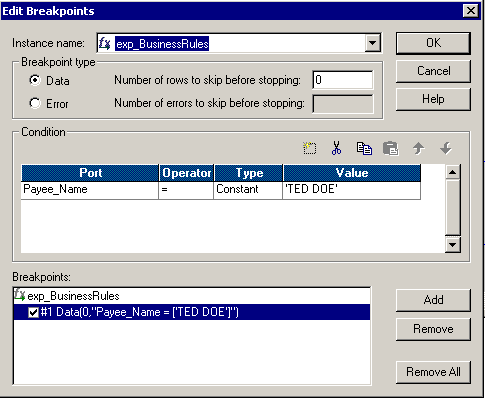 Edit Breakpoints
Instance name: fx exp_BusinessRules
OK
Breakpoint type
Data Number of rows to skip before stopping: 0
Cancel
Error Number of errors to skip before stopping:
Help
Condition
Port Operator Type Value
Payee_Name = Constant 'TED DOE'
Breakpoints:
fx exp_BusinessRules
#1 Data(0,"Payee_Name = ['TED DOE']")
Add
Remove
Remove All